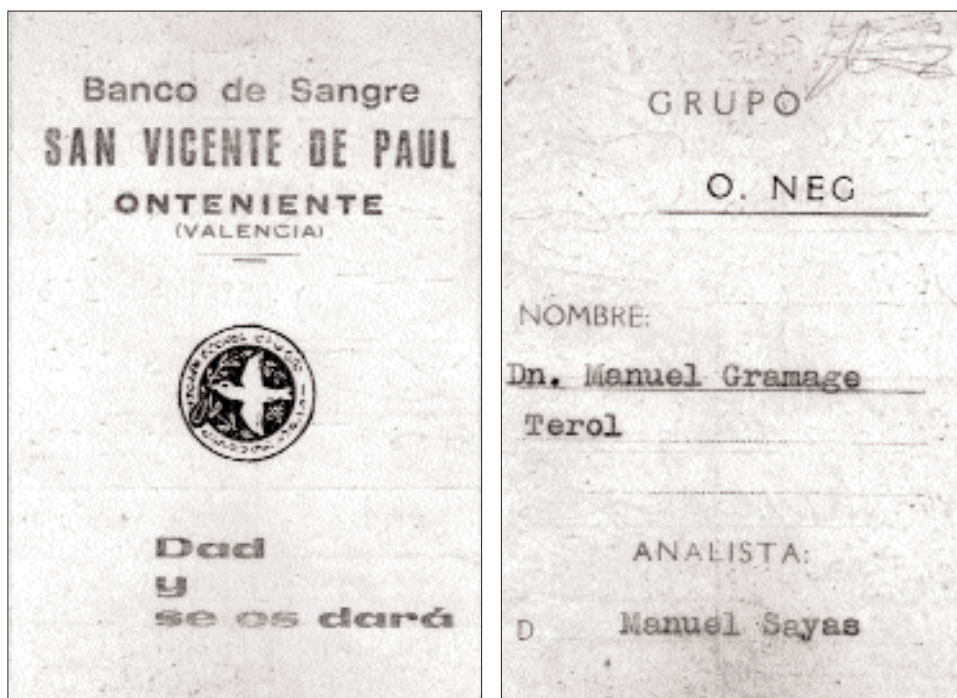 Banco de Sangre
SAN VICENTE DE PAUL
ONTENIENTE
(VALENCIA)
Dad
y
se os dará
GRUPO
O. NEG
NOMBRE:
Dn. Manuel Gramage
Terol
ANALISTA:
D Manuel Sayas